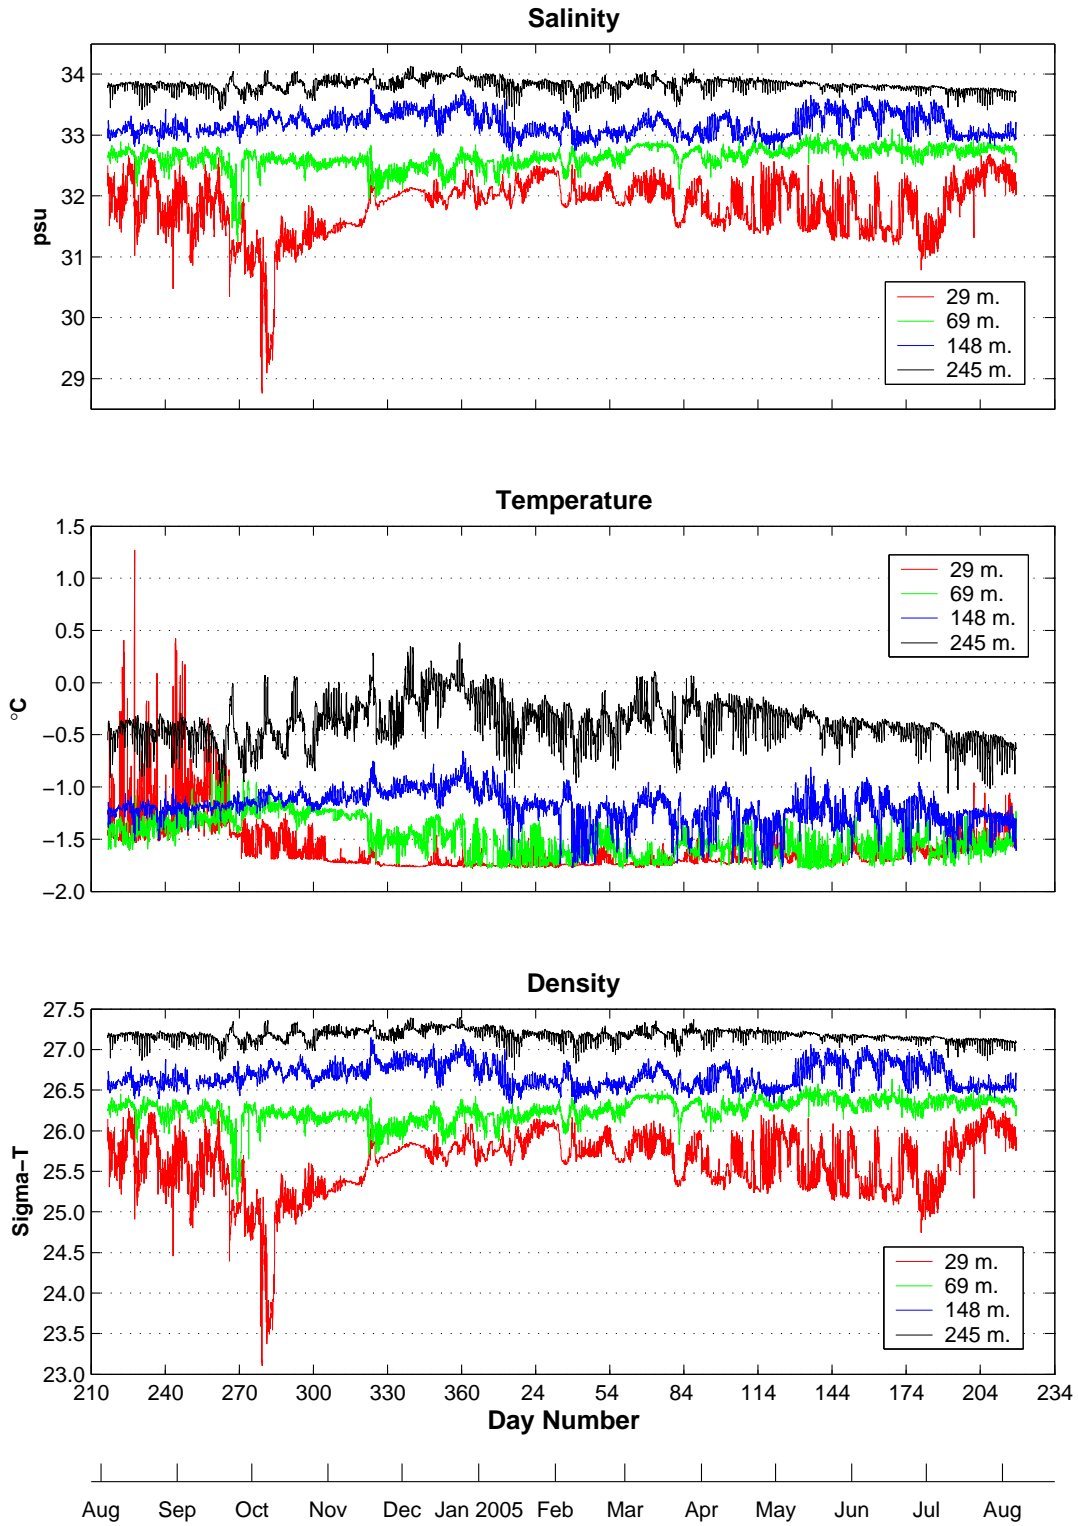 Salinity
34
33
32
31
30
29
psu
29 m.
69 m.
148 m.
245 m.
Temperature
1.5
1.0
0.5
0.0
−0.5
−1.0
−1.5
−2.0
°C
29 m.
69 m.
148 m.
245 m.
Density
27.5
27.0
26.5
26.0
25.5
25.0
24.5
24.0
23.5
23.0
Sigma−T
29 m.
69 m.
148 m.
245 m.
210 240 270 300 330 360 24 54 84 114 144 174 204 234
Day Number
Aug Sep Oct Nov Dec Jan 2005 Feb Mar Apr May Jun Jul Aug